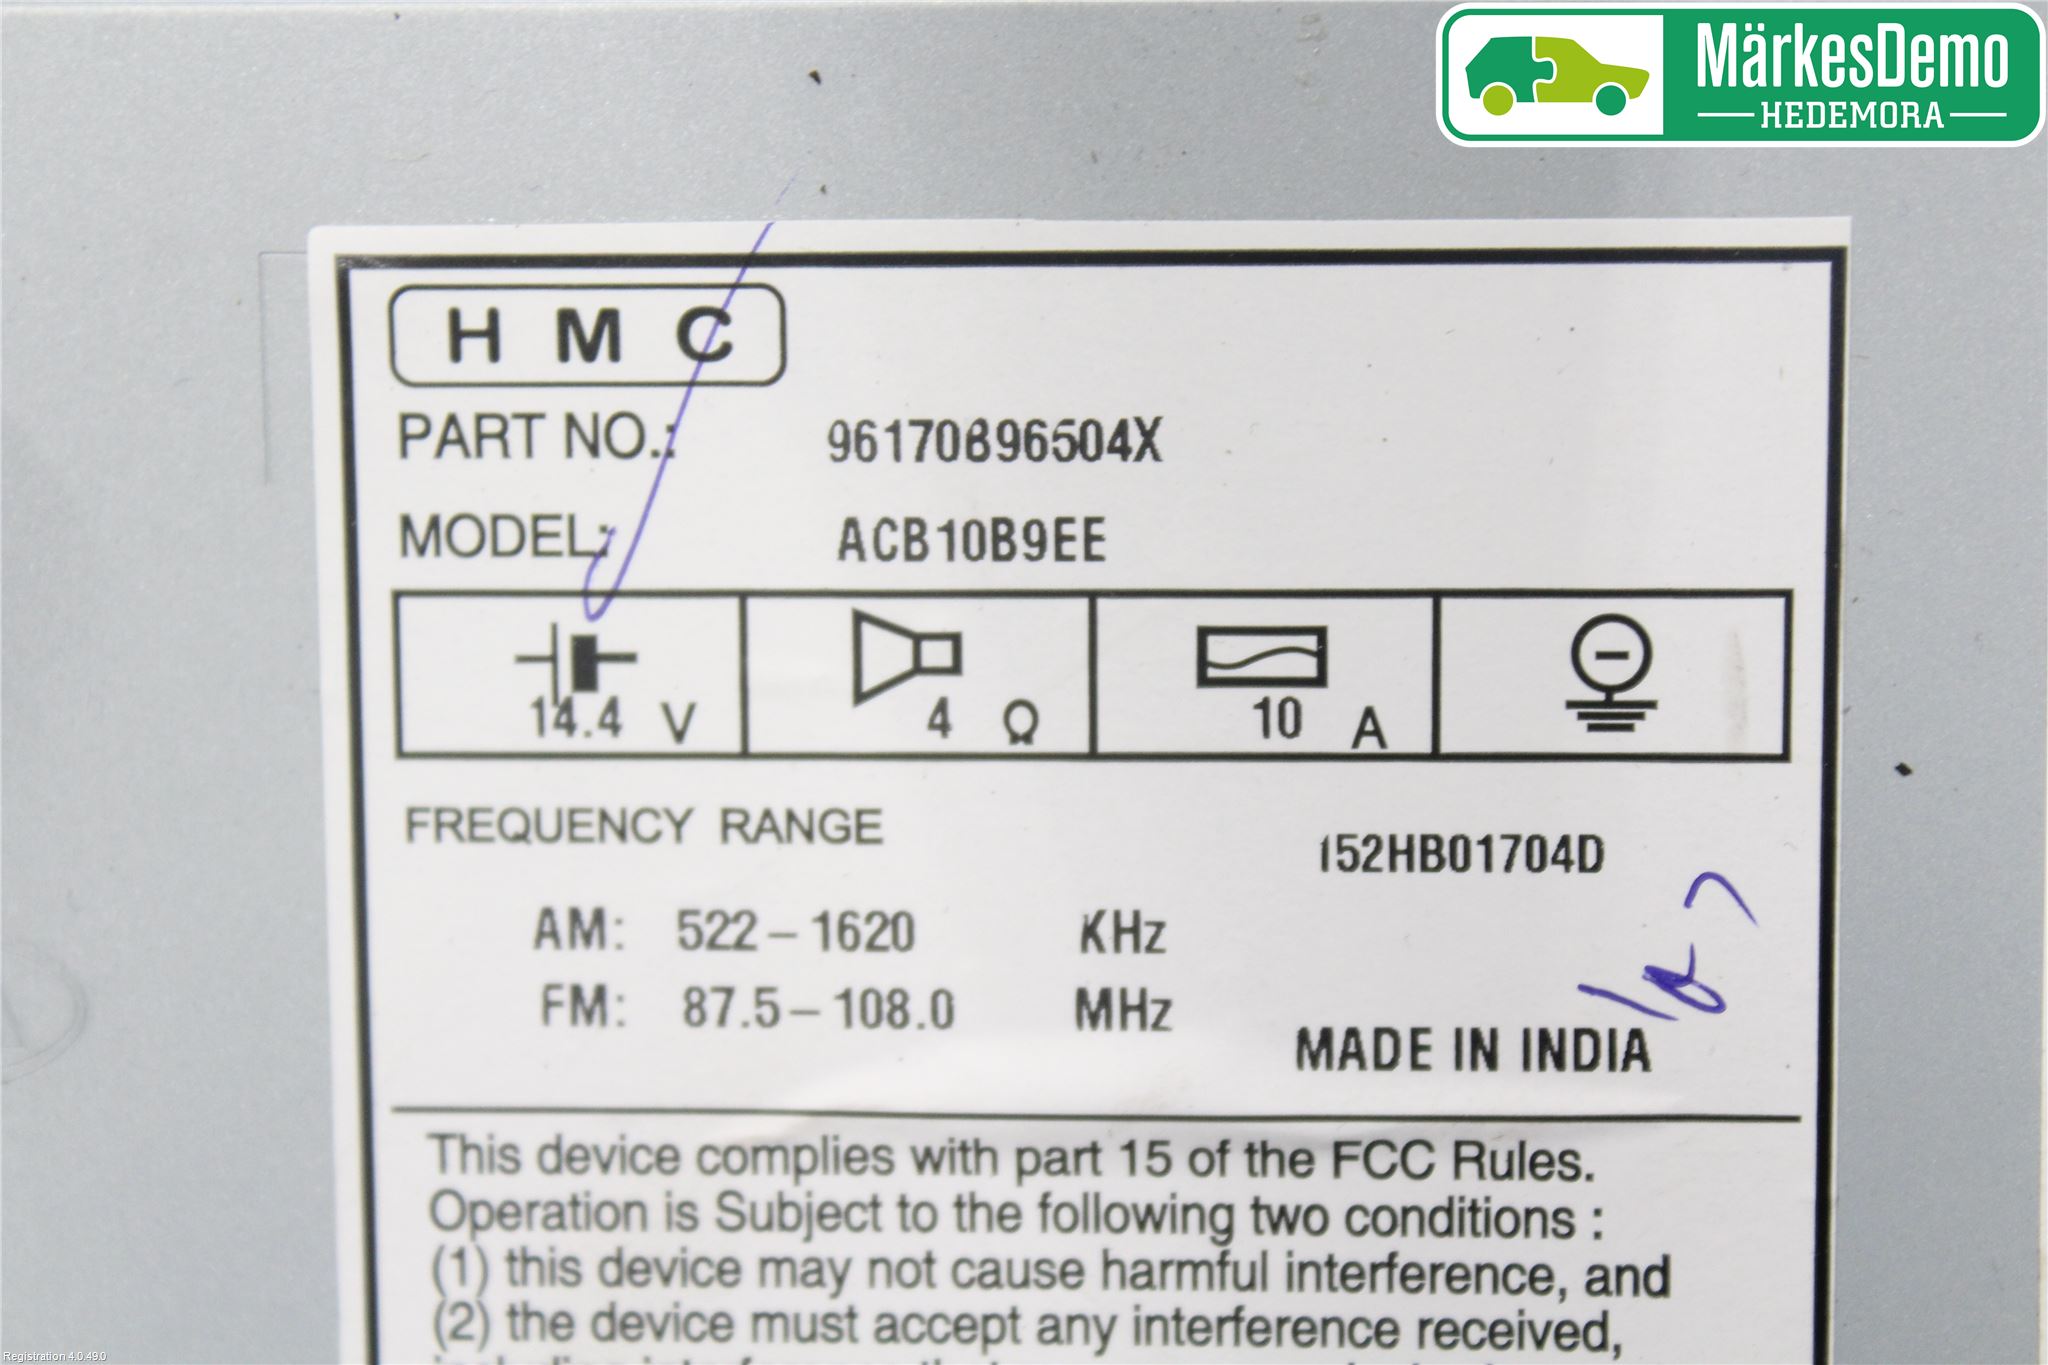 MärkesDemo
HEDEMORA
H M C
PART NO.: 96170B96504X
MODEL: ACB10B9EE
14.4 V 4 Ω 10 A
FREQUENCY RANGE
152HB01704D
AM: 522 – 1620 KHz
FM: 87.5 – 108.0 MHz
MADE IN INDIA
This device complies with part 15 of the FCC Rules.
Operation is Subject to the following two conditions :
(1) this device may not cause harmful interference, and
(2) the device must accept any interference received,
Registration 4.0.49.0